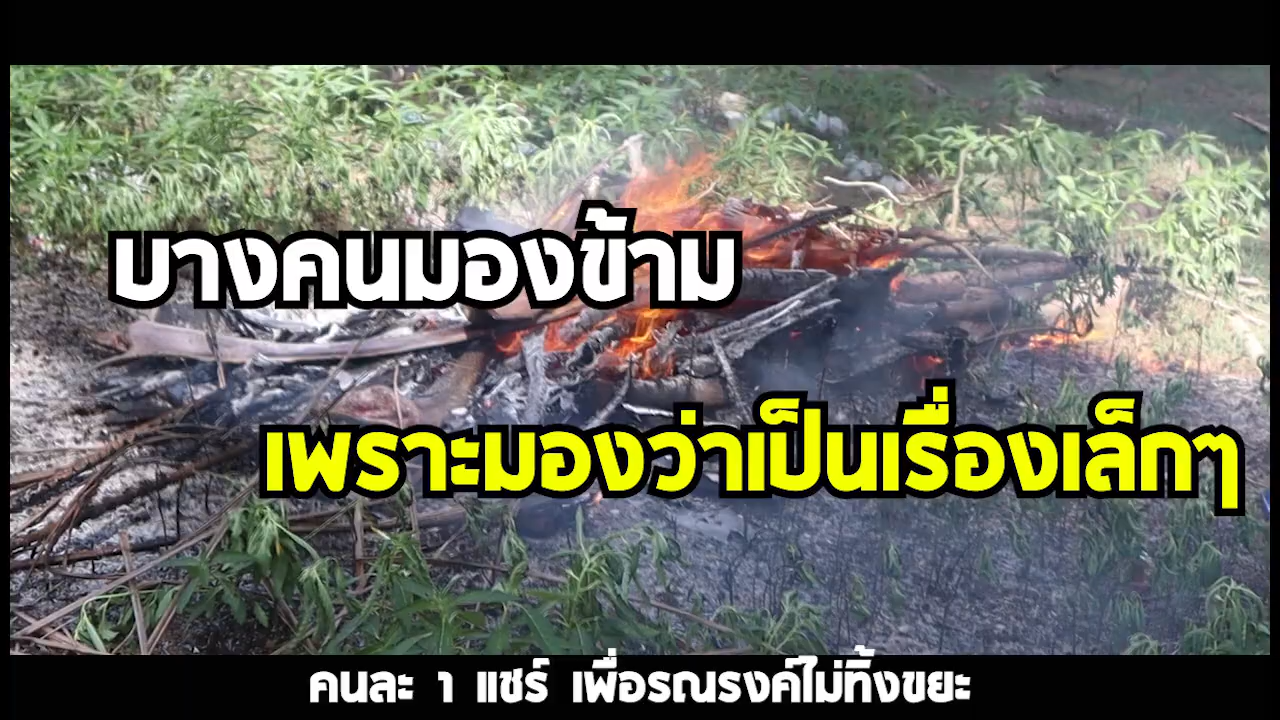 บางคนมองข้าม
เพราะมองว่าเป็นเรื่องเล็กๆ
คนละ 1 แชร์ เพื่อรณรงค์ไม่ทิ้งขยะ